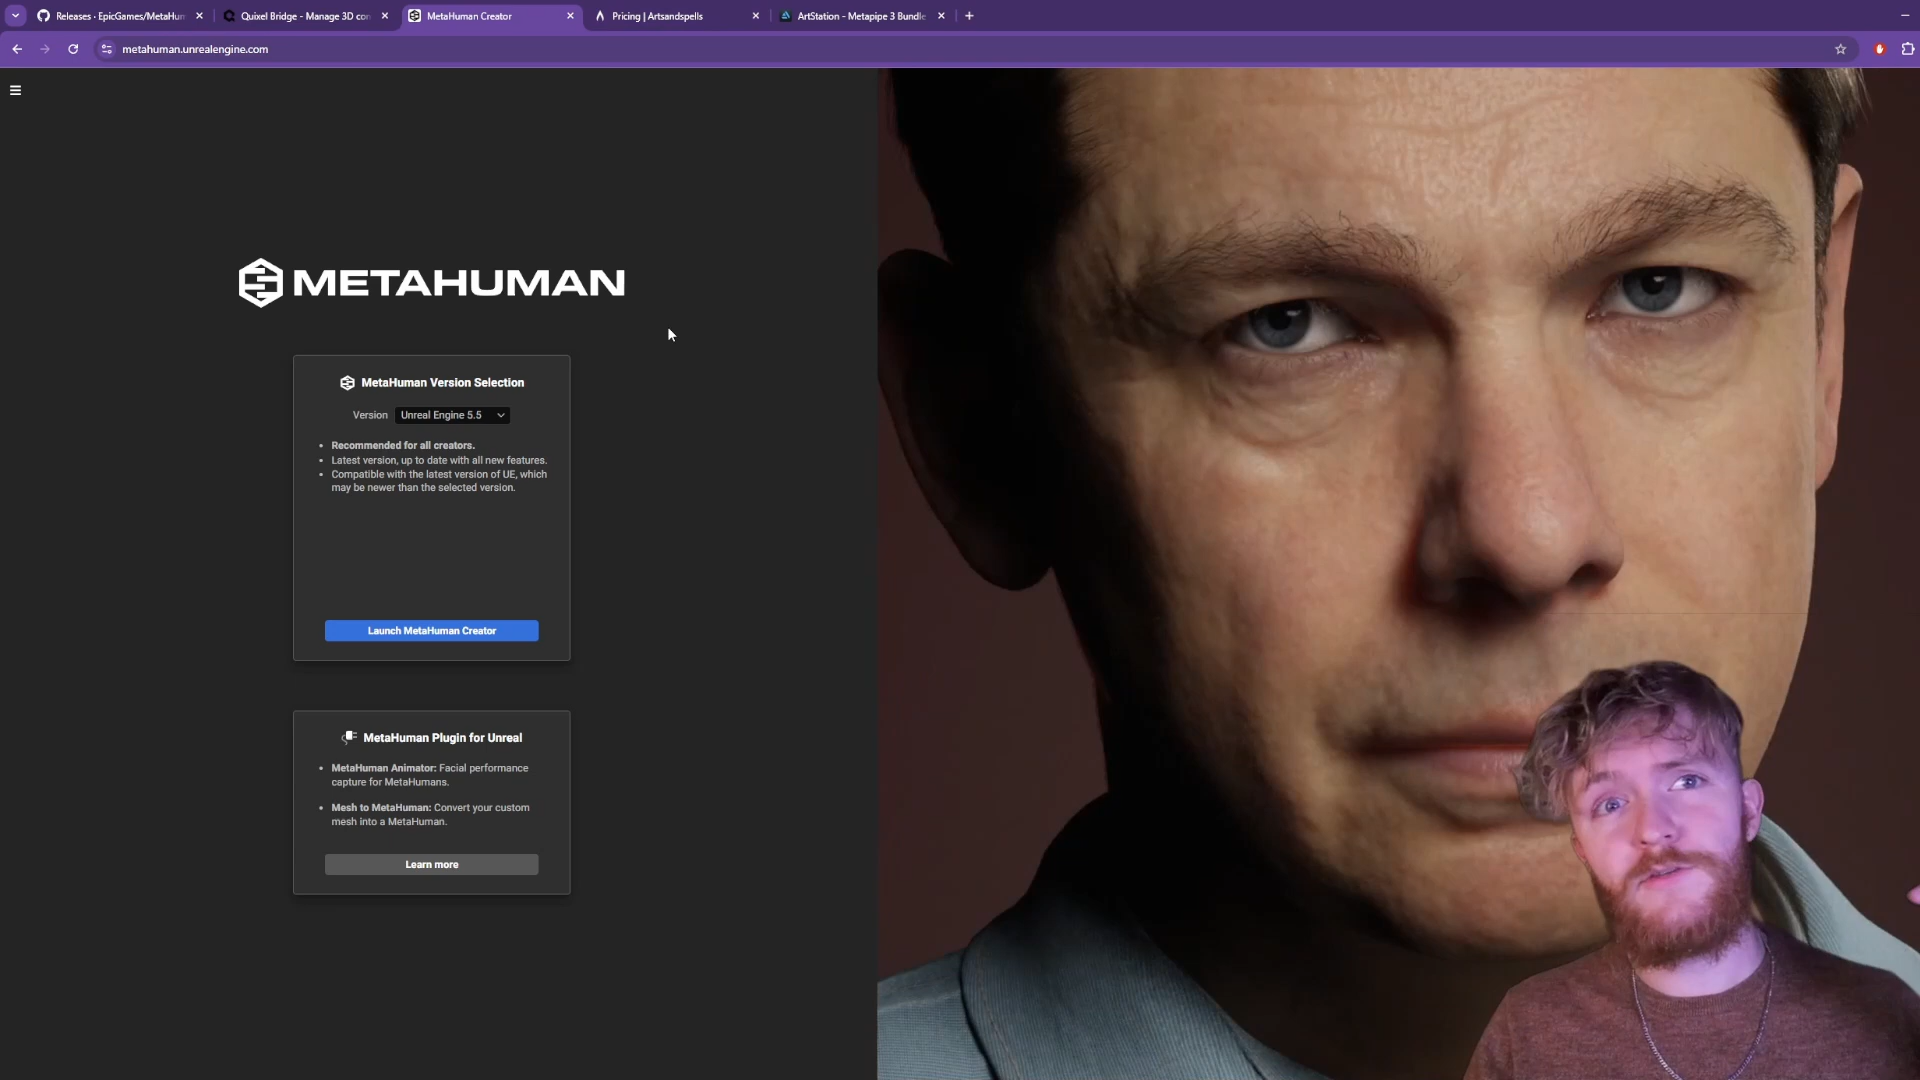 Releases · EpicGames/MetaHum
Quixel Bridge - Manage 3D con
MetaHuman Creator
Pricing | Artsandspells
ArtStation - Metapipe 3 Bundle
metahuman.unrealengine.com
METAHUMAN
MetaHuman Version Selection
Version Unreal Engine 5.5
• Recommended for all creators.
• Latest version, up to date with all new features.
• Compatible with the latest version of UE, which
may be newer than the selected version.
Launch MetaHuman Creator
MetaHuman Plugin for Unreal
• MetaHuman Animator: Facial performance
capture for MetaHumans.
• Mesh to MetaHuman: Convert your custom
mesh into a MetaHuman.
Learn more